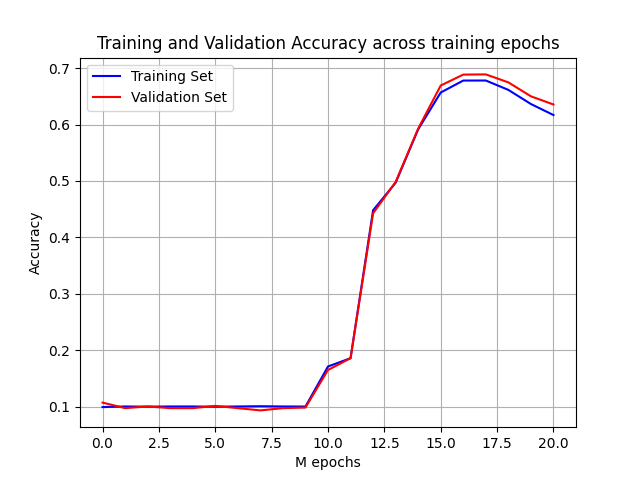 Training and Validation Accuracy across training epochs
Training Set
Validation Set
Accuracy
0.7
0.6
0.5
0.4
0.3
0.2
0.1
0.0 2.5 5.0 7.5 10.0 12.5 15.0 17.5 20.0
M epochs